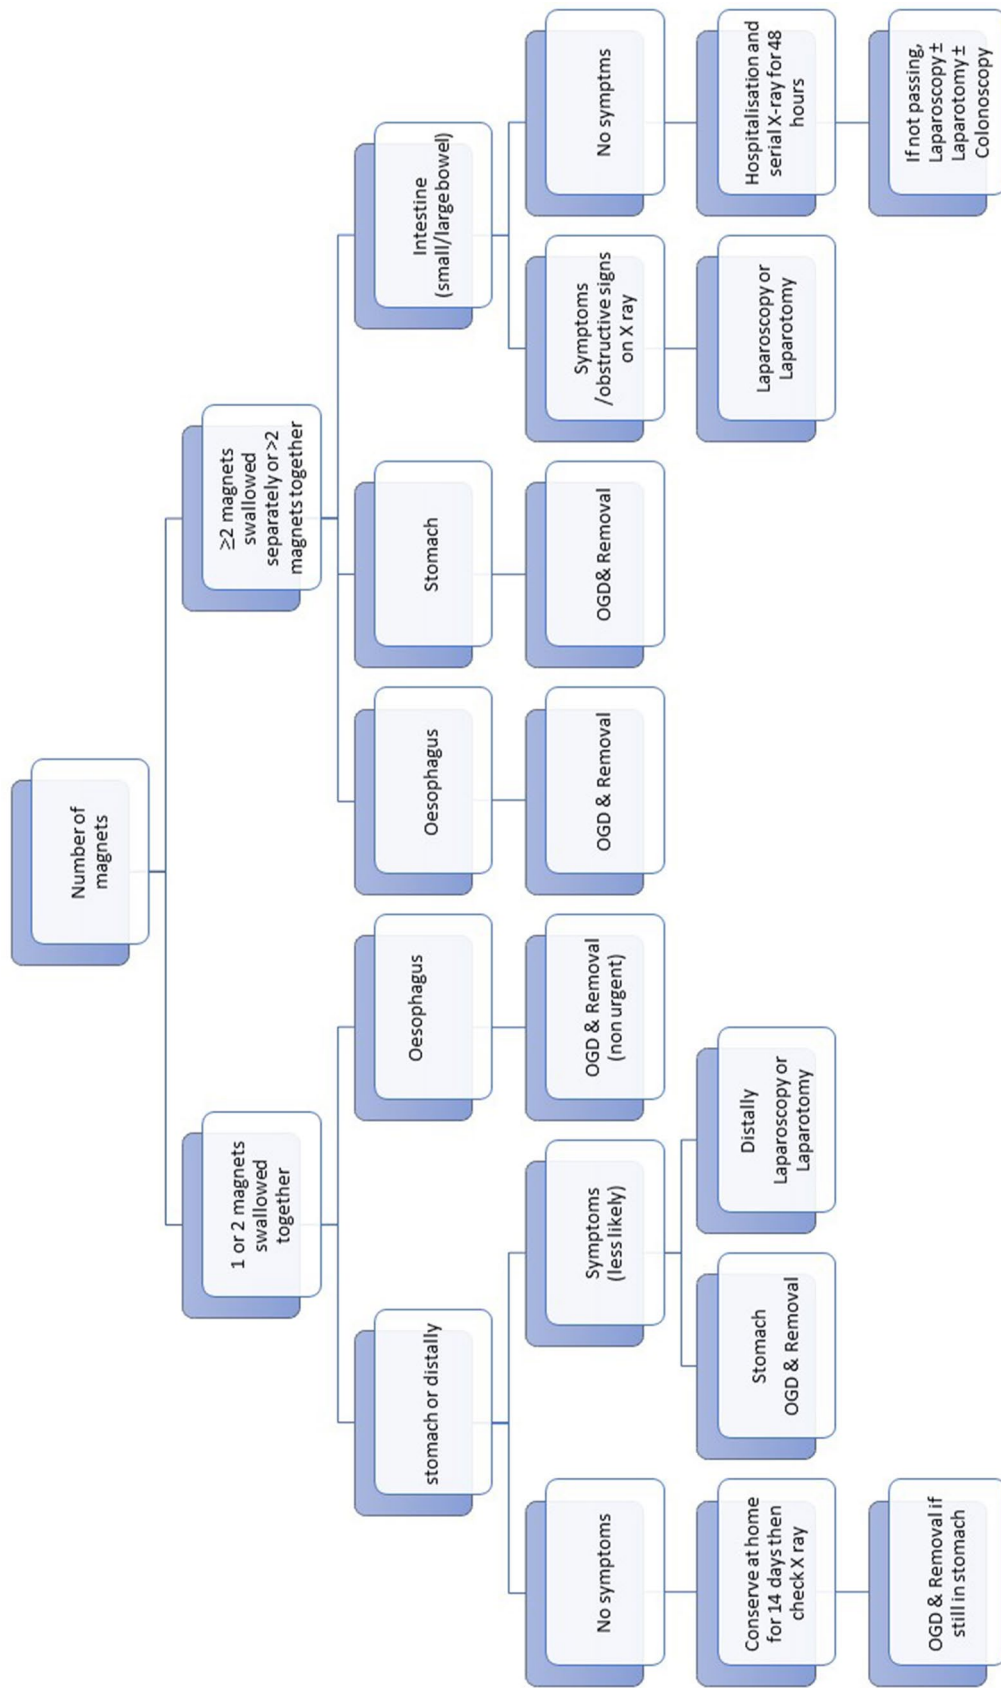 Number of
magnets
1 or 2 magnets
swallowed
together
≥2 magnets
swallowed
separately or >2
magnets together
stomach or distally
Oesophagus
Oesophagus
Stomach
Intestine
(small/largebowel)
No symptoms
Symptoms
(less likely)
OGD & Removal
(non urgent)
OGD & Removal
OGD& Removal
Symptoms
/obstructive signs
on X ray
No symptms
Conserve at home
for 14 days then
check X ray
Stomach
OGD & Removal
Distally
Laparoscopy or
Laparotomy
Laparoscopy or
Laparotomy
Hospitalisation and
serial X-ray for 48
hours
OGD & Removal if
still in stomach
If not passing,
Laparoscopy ±
Laparotomy ±
Colonoscopy